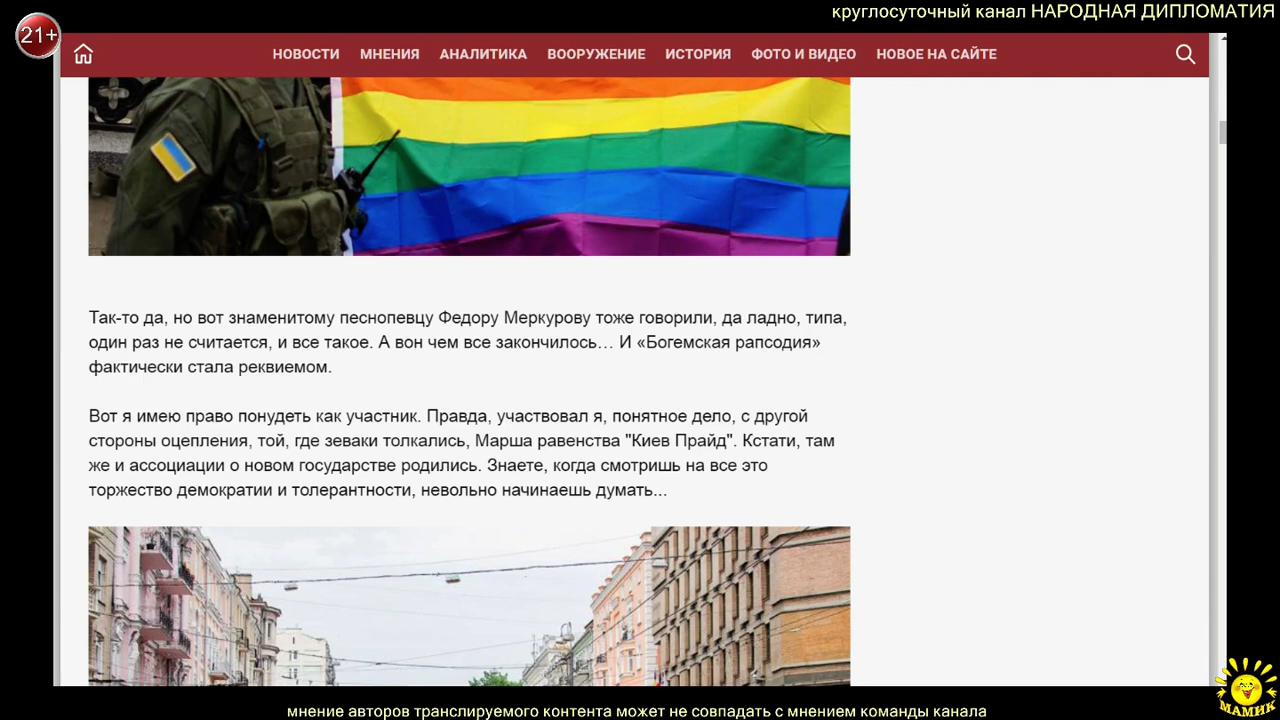 круглосуточный канал НАРОДНАЯ ДИПЛОМАТИЯ
21+
НОВОСТИ МНЕНИЯ АНАЛИТИКА ВООРУЖЕНИЕ ИСТОРИЯ ФОТО И ВИДЕО НОВОЕ НА САЙТЕ
Так-то да, но вот знаменитому песнопевцу Федору Меркурову тоже говорили, да ладно, типа,
один раз не считается, и все такое. А вон чем все закончилось… И «Богемская рапсодия»
фактически стала реквиемом.
Вот я имею право понудеть как участник. Правда, участвовал я, понятное дело, с другой
стороны оцепления, той, где зеваки толкались, Марша равенства "Киев Прайд". Кстати, там
же и ассоциации о новом государстве родились. Знаете, когда смотришь на все это
торжество демократии и толерантности, невольно начинаешь думать...
МАМИК
мнение авторов транслируемого контента может не совпадать с мнением команды канала